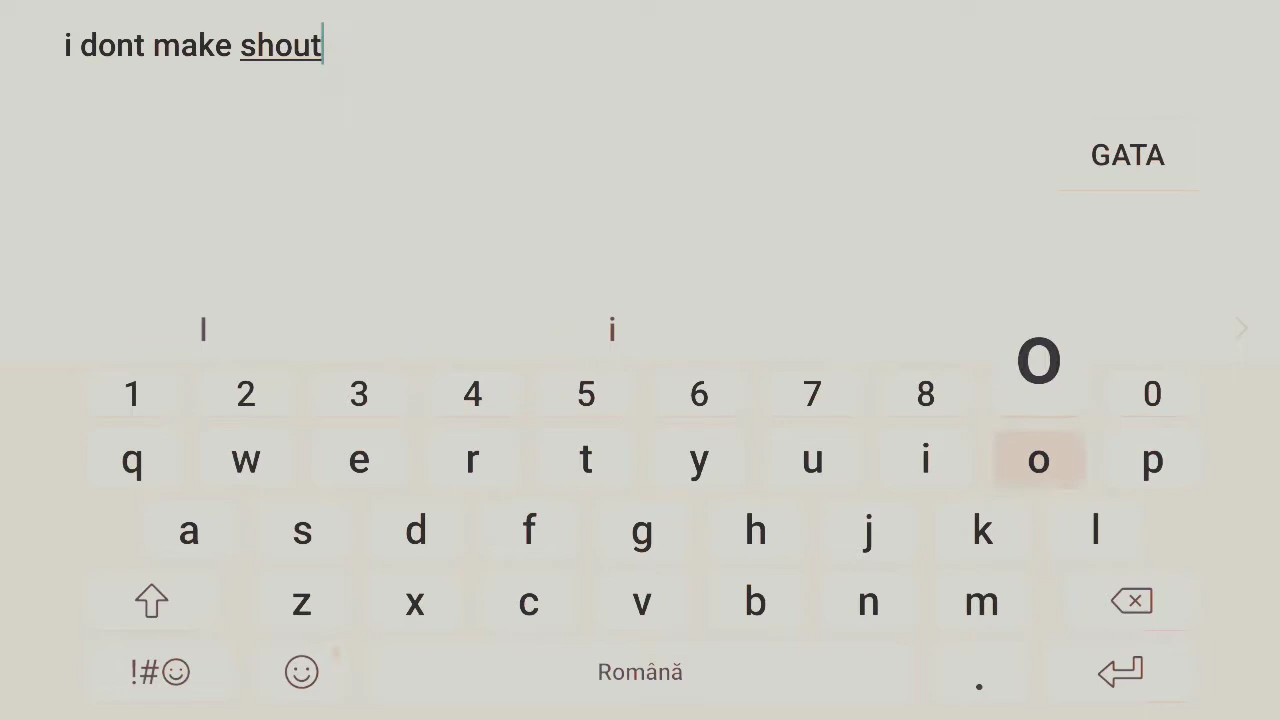 i dont make shout
GATA
l i
O
1 2 3 4 5 6 7 8 0
q w e r t y u i o p
a s d f g h j k l
z x c v b n m
!#☺ Română .